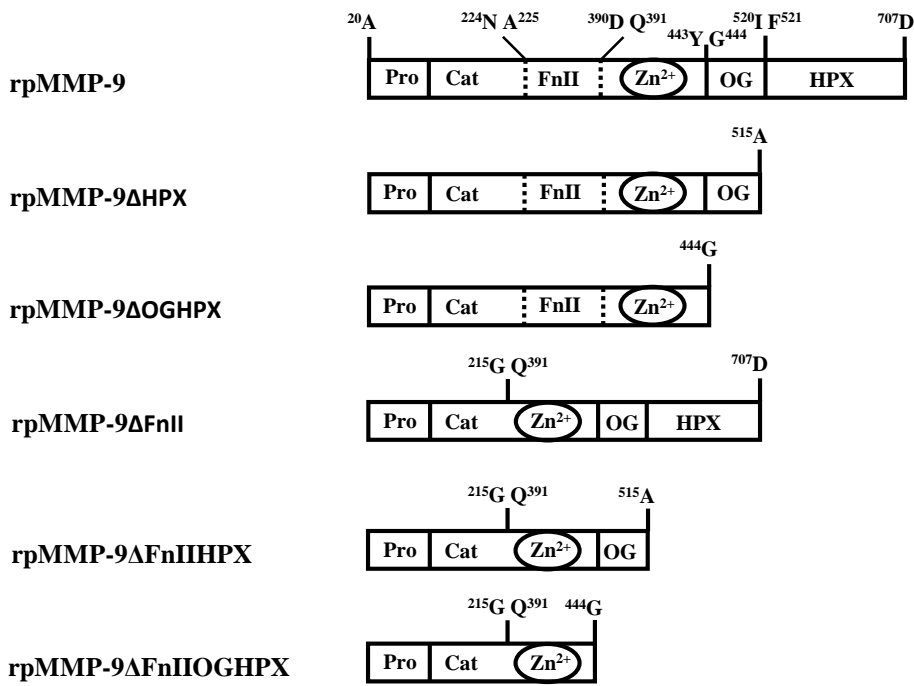 ²⁰A ²²⁴N A²²⁵ ³⁹⁰D Q³⁹¹ ⁴⁴³Y G⁴⁴⁴ ⁵²⁰I F⁵²¹ ⁷⁰⁷D
rpMMP-9 Pro Cat FnII Zn²⁺ OG HPX
⁵¹⁵A
rpMMP-9ΔHPX Pro Cat FnII Zn²⁺ OG
⁴⁴⁴G
rpMMP-9ΔOGHPX Pro Cat FnII Zn²⁺
²¹⁵G Q³⁹¹ ⁷⁰⁷D
rpMMP-9ΔFnII Pro Cat Zn²⁺ OG HPX
²¹⁵G Q³⁹¹ ⁵¹⁵A
rpMMP-9ΔFnIIHPX Pro Cat Zn²⁺ OG
²¹⁵G Q³⁹¹ ⁴⁴⁴G
rpMMP-9ΔFnIIOGHPX Pro Cat Zn²⁺